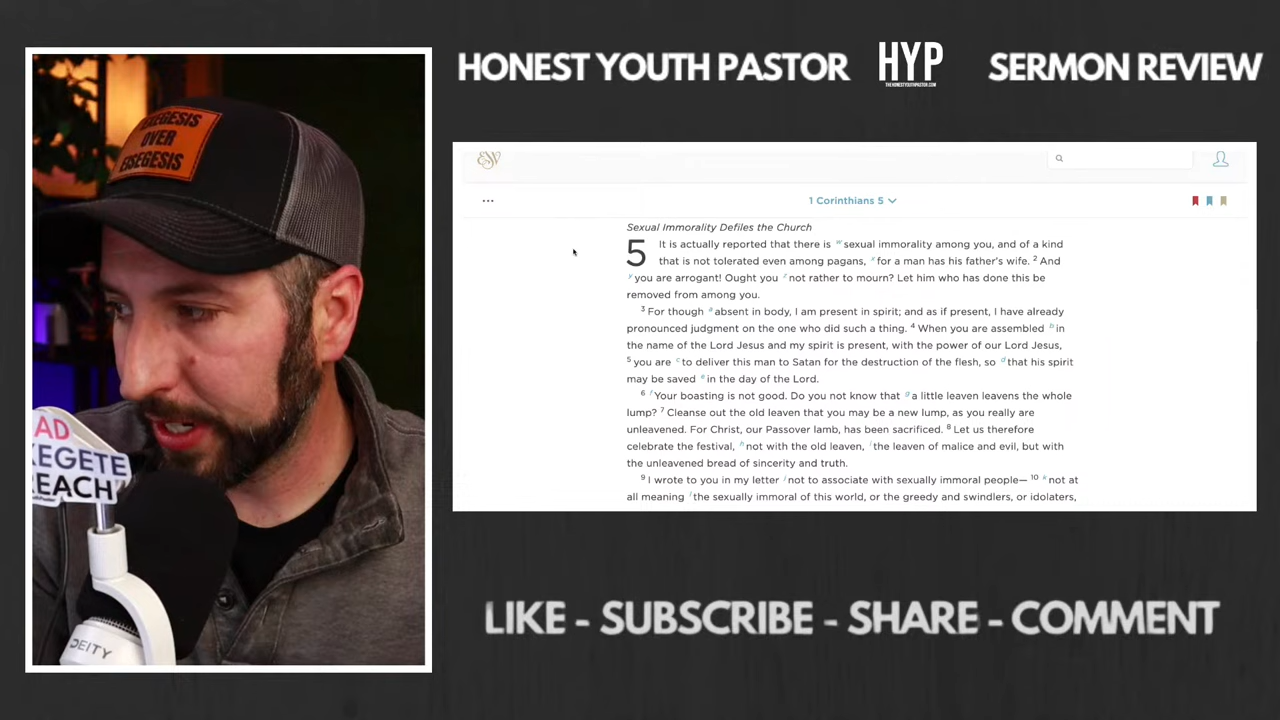 HONEST YOUTH PASTOR
HYP
THEHONESTYOUTHPASTOR.COM
SERMON REVIEW
EXEGESIS
OVER
EISEGESIS
AD
EGETE
EACH
DEITY
ESV
1 Corinthians 5
Sexual Immorality Defiles the Church
5 It is actually reported that there is w sexual immorality among you, and of a kind
that is not tolerated even among pagans, x for a man has his father's wife. 2 And
y you are arrogant! Ought you z not rather to mourn? Let him who has done this be
removed from among you.
3 For though a absent in body, I am present in spirit; and as if present, I have already
pronounced judgment on the one who did such a thing. 4 When you are assembled b in
the name of the Lord Jesus and my spirit is present, with the power of our Lord Jesus,
5 you are c to deliver this man to Satan for the destruction of the flesh, so d that his spirit
may be saved e in the day of the Lord.
6 f Your boasting is not good. Do you not know that g a little leaven leavens the whole
lump? 7 Cleanse out the old leaven that you may be a new lump, as you really are
unleavened. For Christ, our Passover lamb, has been sacrificed. 8 Let us therefore
celebrate the festival, h not with the old leaven, i the leaven of malice and evil, but with
the unleavened bread of sincerity and truth.
9 I wrote to you in my letter j not to associate with sexually immoral people— 10 k not at
all meaning l the sexually immoral of this world, or the greedy and swindlers, or idolaters,
LIKE - SUBSCRIBE - SHARE - COMMENT